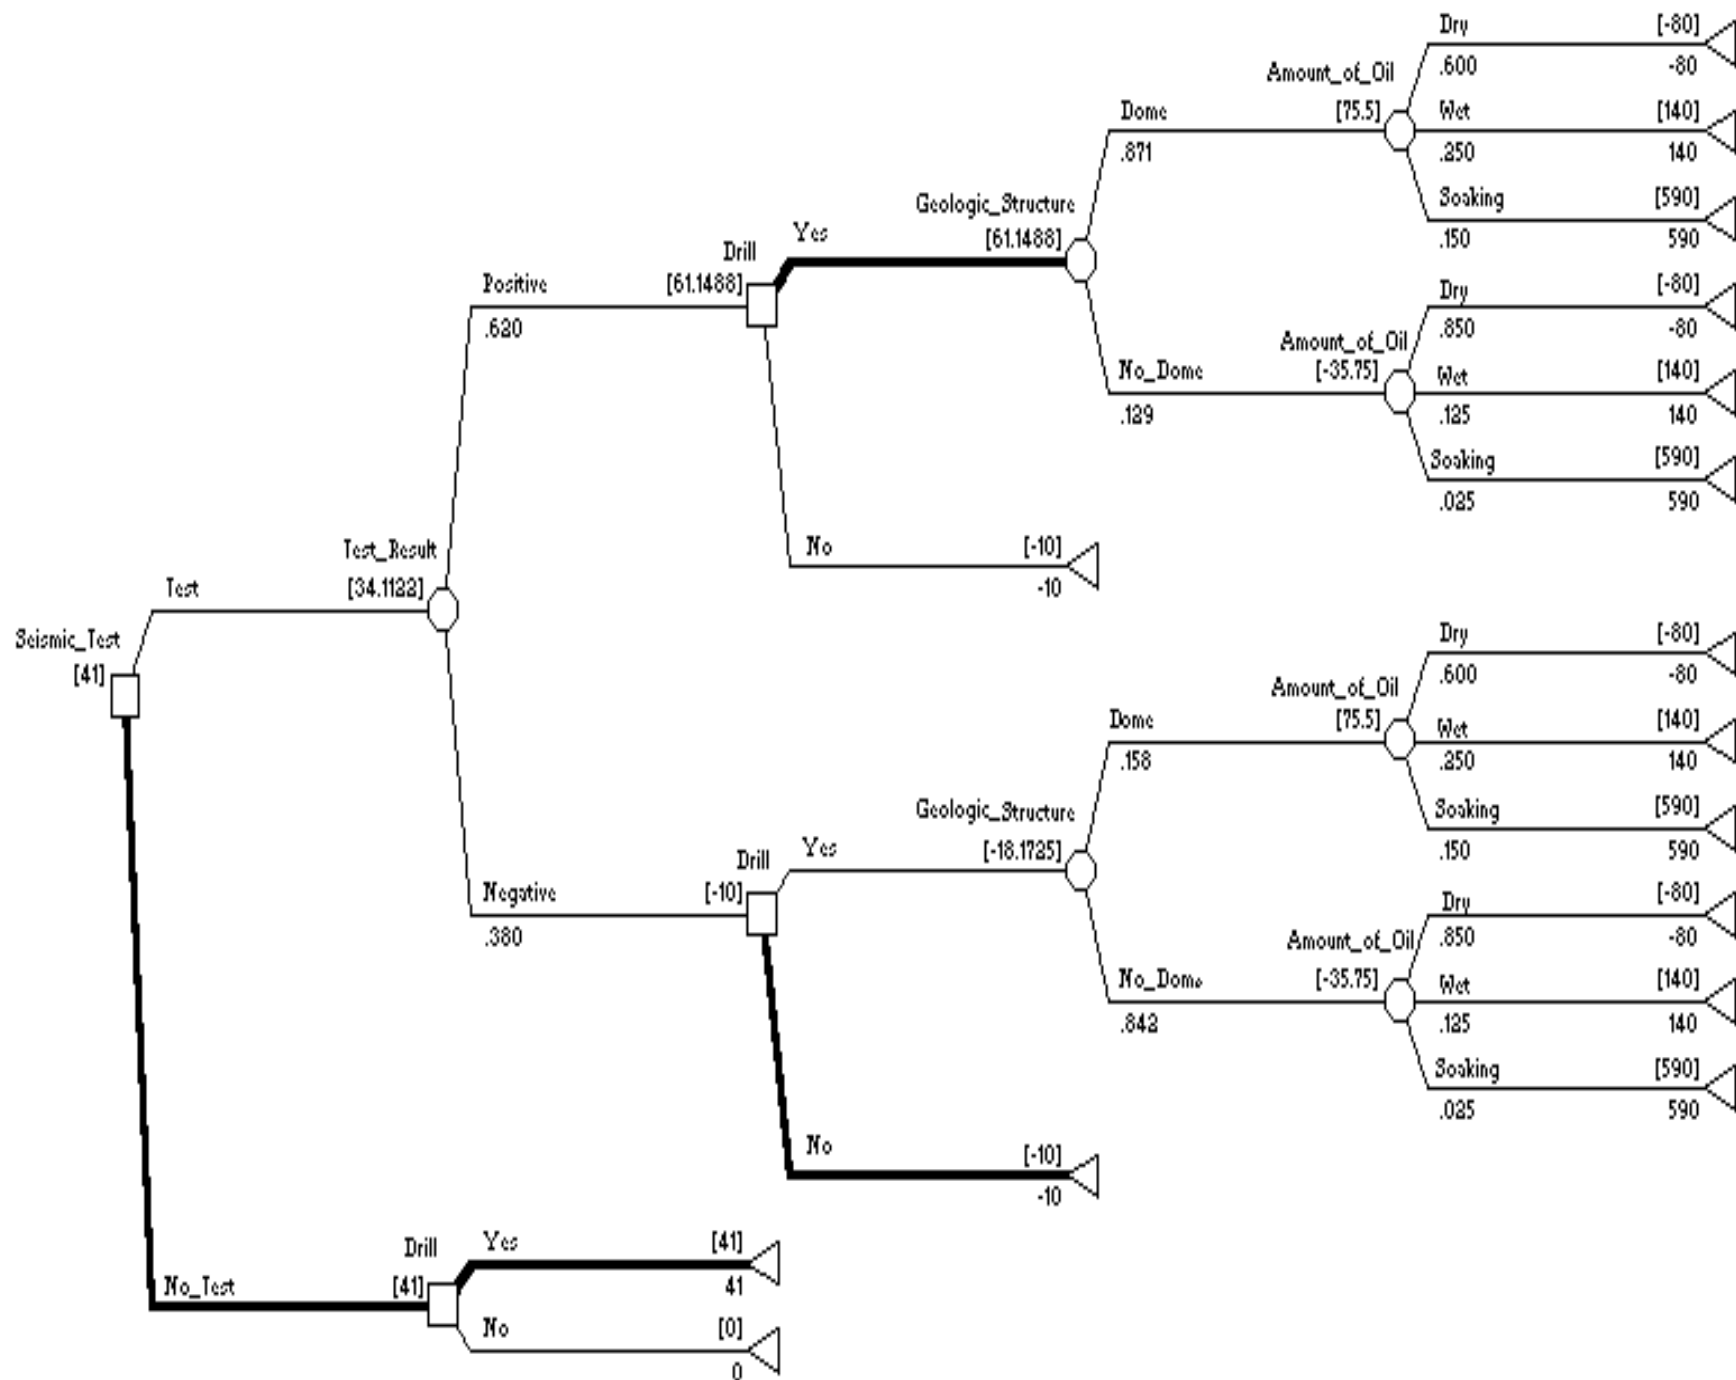 Dry [-80]
.600 -80
Amount_of_Oil
[75.5]
Wet [140]
.250 140
Soaking [590]
.150 590
Dome
.871
Geologic_Structure
[61.1488]
Yes
Drill
[61.1488]
Positive
.620
Dry [-80]
.850 -80
Amount_of_Oil
[-35.75]
Wet [140]
.125 140
Soaking [590]
.025 590
No_Dome
.129
No [-10]
-10
Test_Result
[34.1122]
Test
Seismic_Test
[41]
Dry [-80]
.600 -80
Amount_of_Oil
[75.5]
Wet [140]
.250 140
Soaking [590]
.150 590
Dome
.158
Geologic_Structure
[-18.1725]
Yes
Drill
[-10]
Negative
.380
Dry [-80]
.850 -80
Amount_of_Oil
[-35.75]
Wet [140]
.125 140
Soaking [590]
.025 590
No_Dome
.842
No [-10]
-10
Drill
[41]
Yes [41]
41
No_Test
No [0]
0